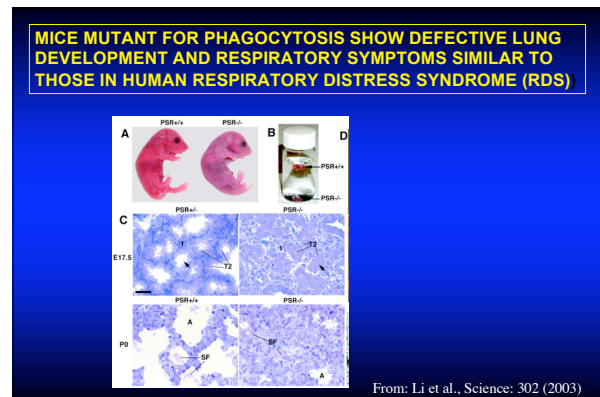 MICE MUTANT FOR PHAGOCYTOSIS SHOW DEFECTIVE LUNG
DEVELOPMENT AND RESPIRATORY SYMPTOMS SIMILAR TO
THOSE IN HUMAN RESPIRATORY DISTRESS SYNDROME (RDS))
PSR+/+ PSR-/-
A B D
PSR+/+
PSR-/-
PSR+/- PSR-/-
C
t T2 t T2
E17.5
PSR+/+ PSR-/-
A
SF
P0
SF
A
From: Li et al., Science: 302 (2003)